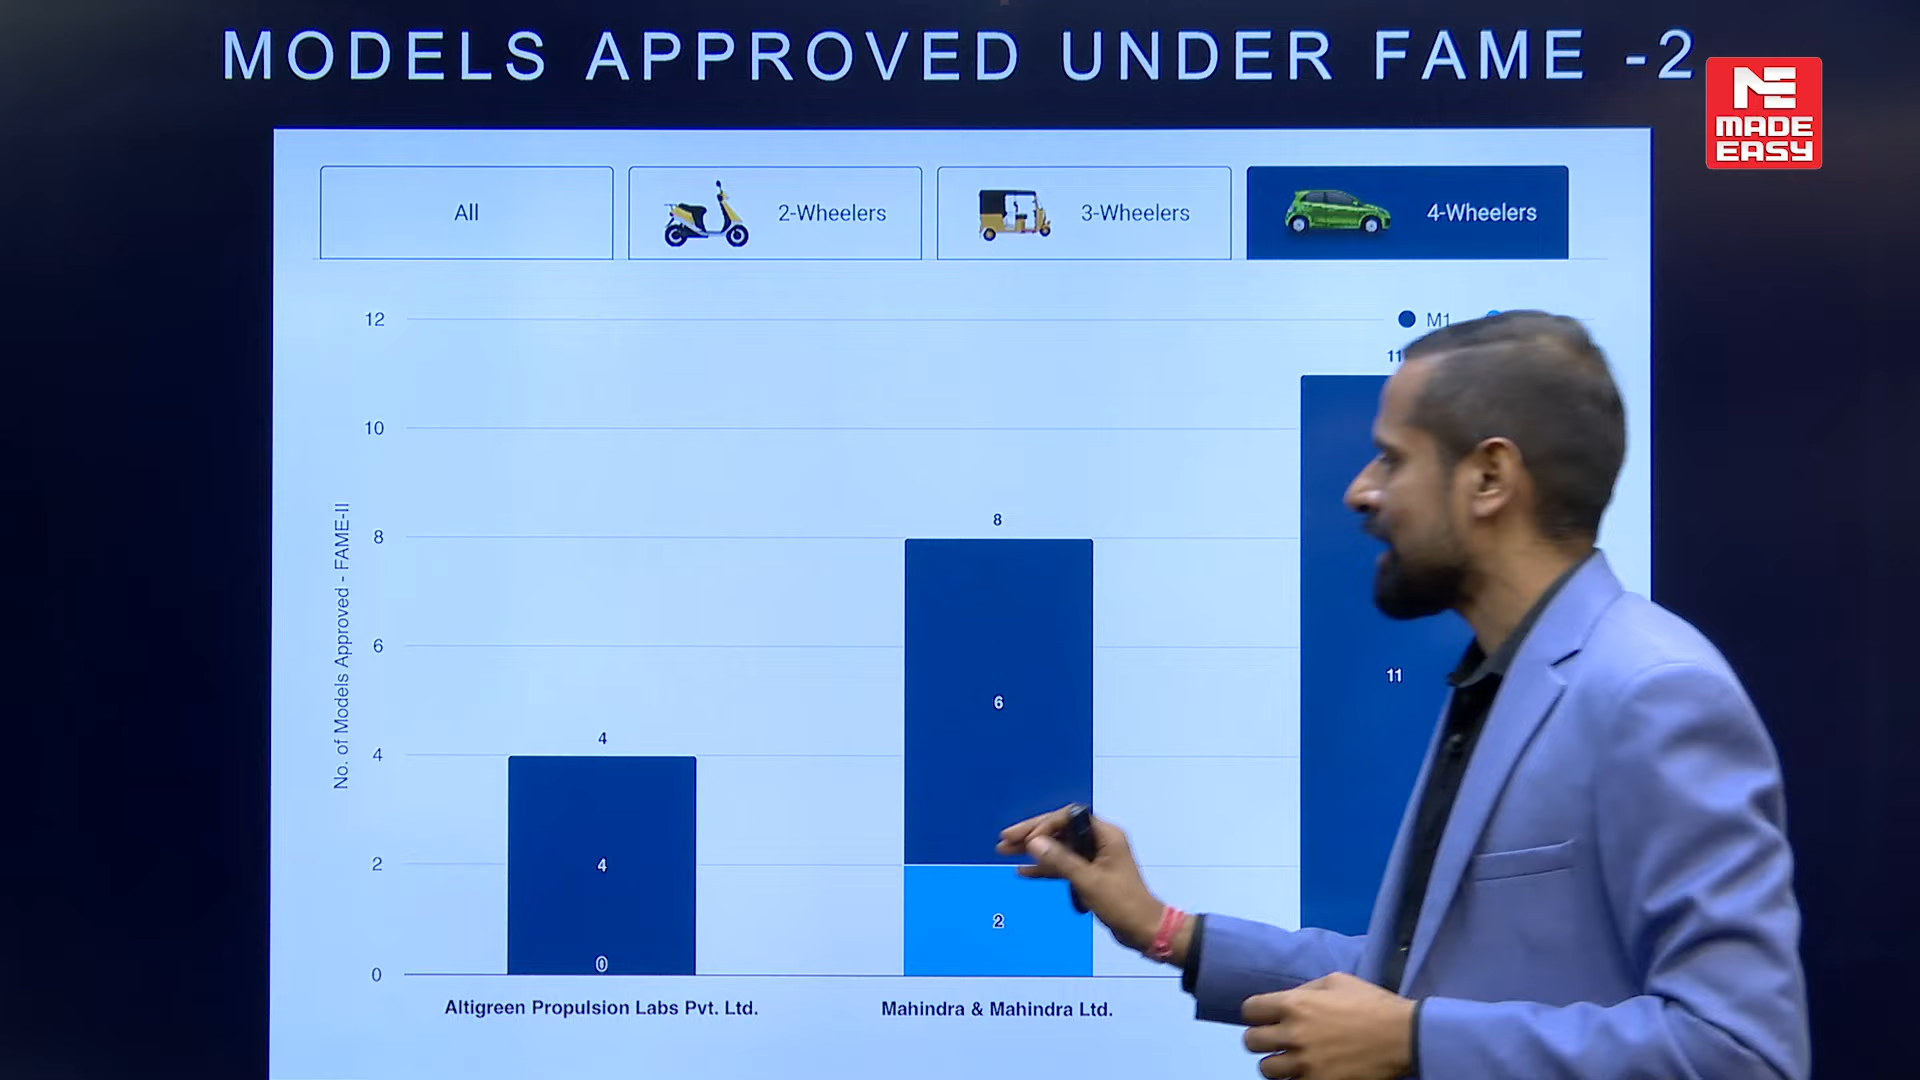 MODELS APPROVED UNDER FAME -2
MADE
EASY
All
2-Wheelers
3-Wheelers
4-Wheelers
M1
12
10
8
6
4
2
0
No. of Models Approved - FAME-II
4
4
0
8
6
2
11
11
Altigreen Propulsion Labs Pvt. Ltd.
Mahindra & Mahindra Ltd.